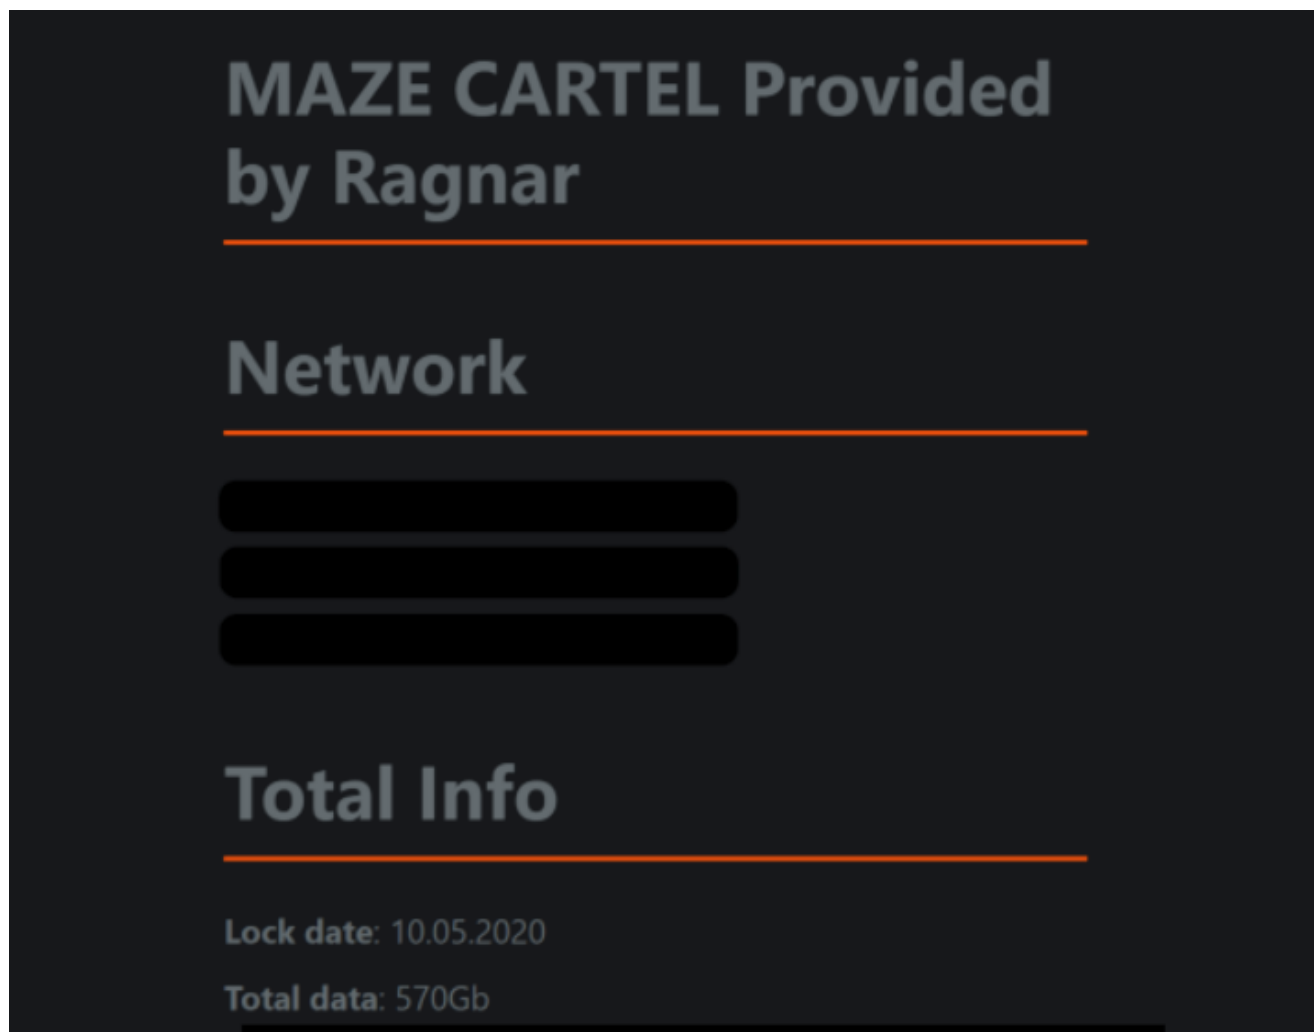 MAZE CARTEL Provided
by Ragnar
Network
Total Info
Lock date: 10.05.2020
Total data: 570Gb